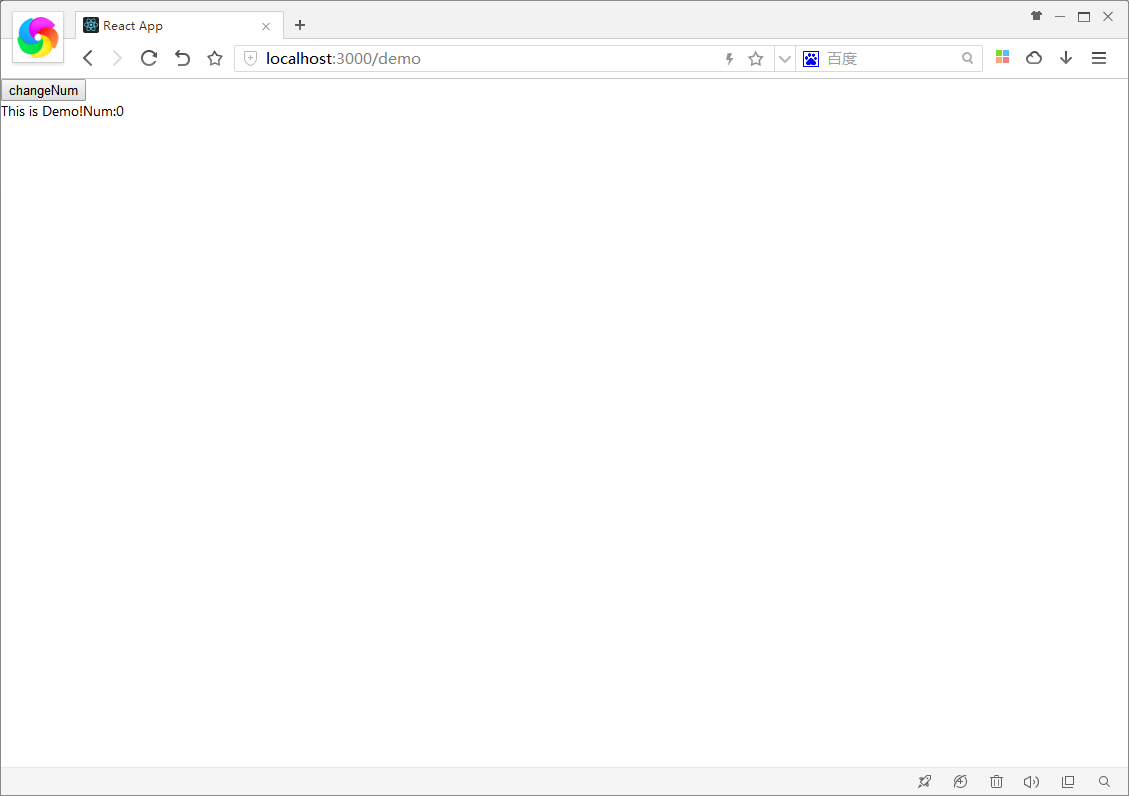 React App
localhost:3000/demo
百度
changeNum
This is Demo!Num:0